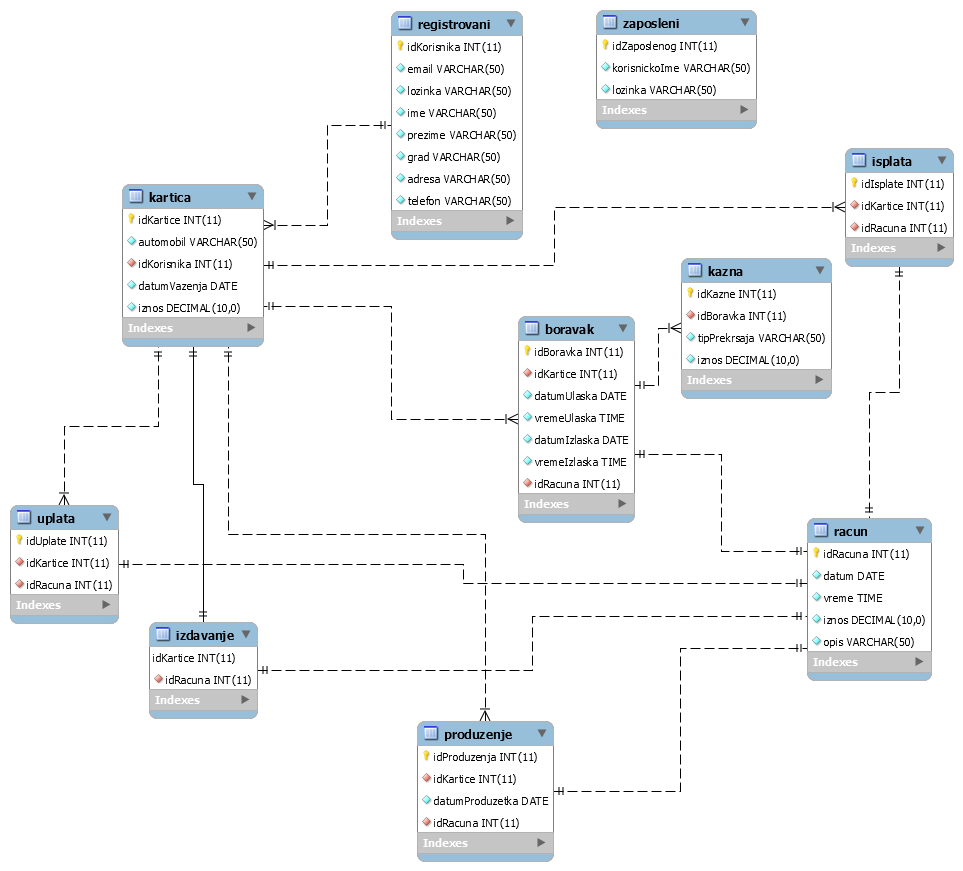 registrovani
idKorisnika INT(11)
email VARCHAR(50)
lozinka VARCHAR(50)
ime VARCHAR(50)
prezime VARCHAR(50)
grad VARCHAR(50)
adresa VARCHAR(50)
telefon VARCHAR(50)
Indexes
zaposleni
idZaposlenog INT(11)
korisnickoIme VARCHAR(50)
lozinka VARCHAR(50)
Indexes
isplata
idIsplate INT(11)
idKartice INT(11)
idRacuna INT(11)
Indexes
kartica
idKartice INT(11)
automobil VARCHAR(50)
idKorisnika INT(11)
datumVazenja DATE
iznos DECIMAL(10,0)
Indexes
kazna
idKazne INT(11)
idBoravka INT(11)
tipPrekrsaja VARCHAR(50)
iznos DECIMAL(10,0)
Indexes
boravak
idBoravka INT(11)
idKartice INT(11)
datumUlaska DATE
vremeUlaska TIME
datumIzlaska DATE
vremeIzlaska TIME
idRacuna INT(11)
Indexes
uplata
idUplate INT(11)
idKartice INT(11)
idRacuna INT(11)
Indexes
racun
idRacuna INT(11)
datum DATE
vreme TIME
iznos DECIMAL(10,0)
opis VARCHAR(50)
Indexes
izdavanje
idKartice INT(11)
idRacuna INT(11)
Indexes
produzenje
idProduzenja INT(11)
idKartice INT(11)
datumProduzetka DATE
idRacuna INT(11)
Indexes